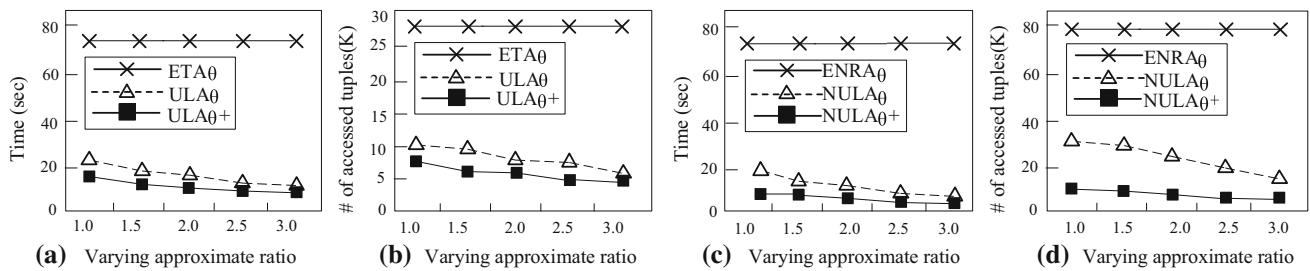 80
60
40
20
0
Time (sec)
ETAθ
ULAθ
ULAθ+
1.0 1.5 2.0 2.5 3.0
(a) Varying approximate ratio
30
25
20
15
10
5
0
# of accessed tuples(K)
ETAθ
ULAθ
ULAθ+
1.0 1.5 2.0 2.5 3.0
(b) Varying approximate ratio
80
60
40
20
0
Time (sec)
ENRAθ
NULAθ
NULAθ+
1.0 1.5 2.0 2.5 3.0
(c) Varying approximate ratio
80
60
40
20
0
# of accessed tuples(K)
ENRAθ
NULAθ
NULAθ+
1.0 1.5 2.0 2.5 3.0
(d) Varying approximate ratio